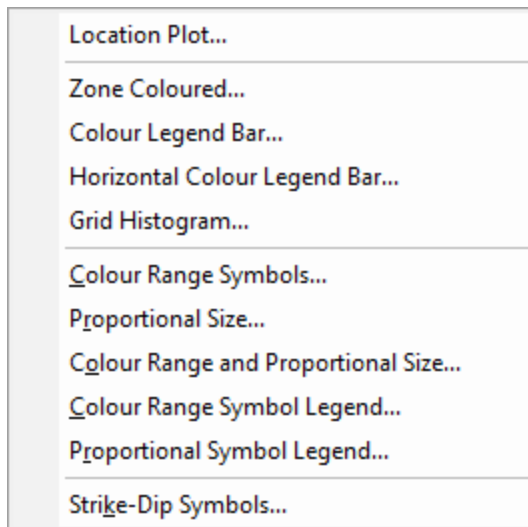 Location Plot...
Zone Coloured...
Colour Legend Bar...
Horizontal Colour Legend Bar...
Grid Histogram...
Colour Range Symbols...
Proportional Size...
Colour Range and Proportional Size...
Colour Range Symbol Legend...
Proportional Symbol Legend...
Strike-Dip Symbols...